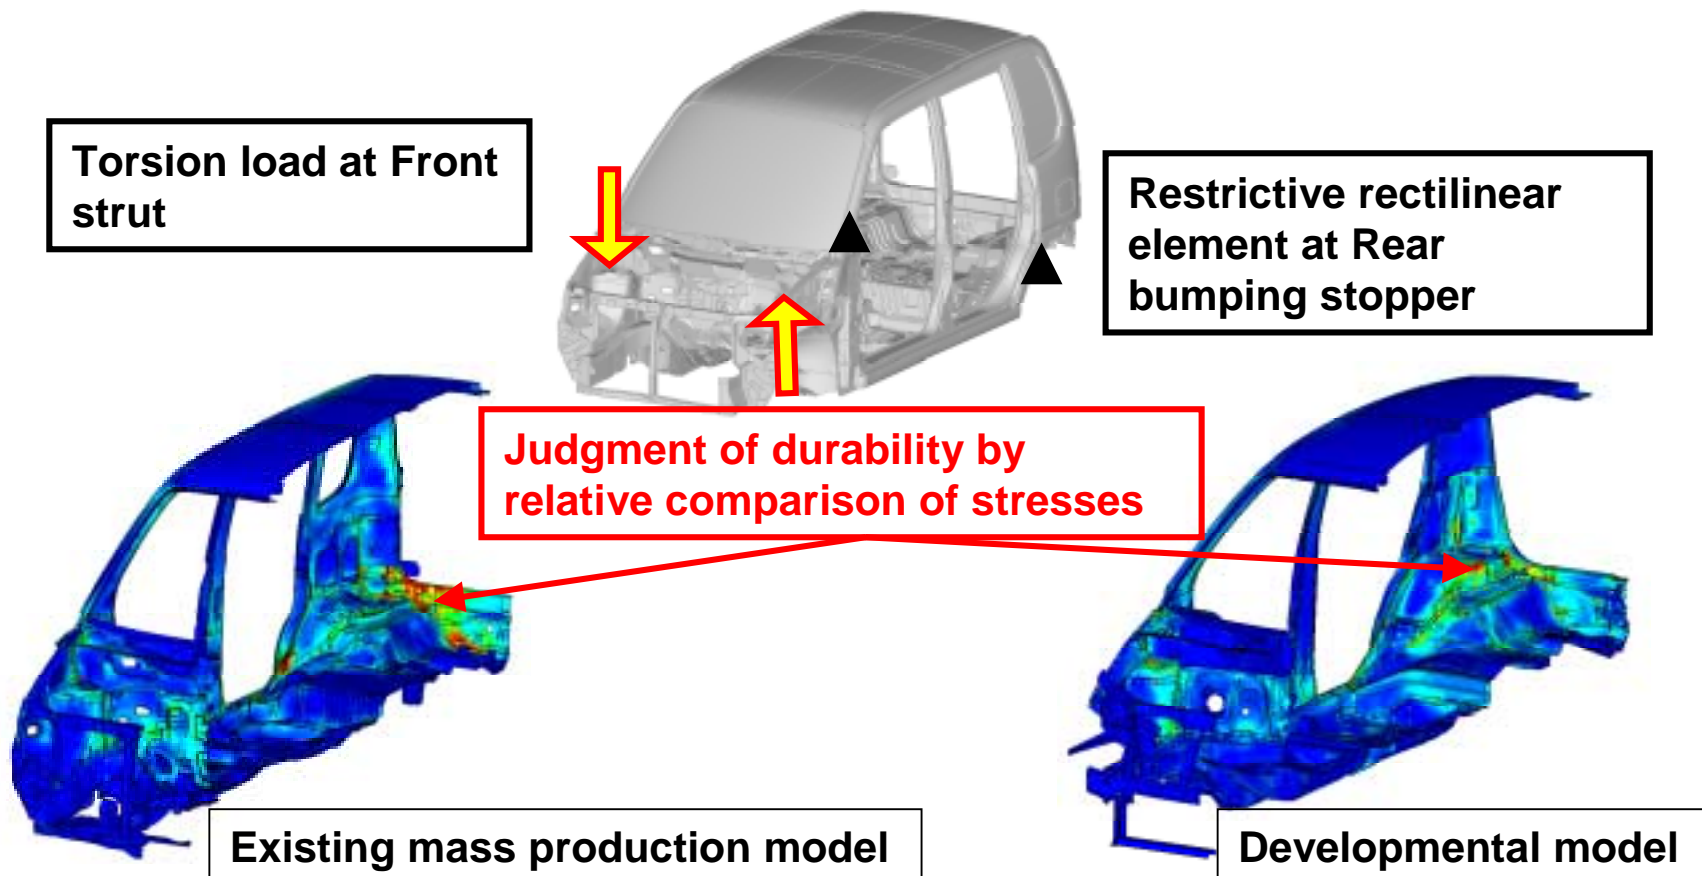 Torsion load at Front
strut
Restrictive rectilinear
element at Rear
bumping stopper
Judgment of durability by
relative comparison of stresses
Existing mass production model
Developmental model